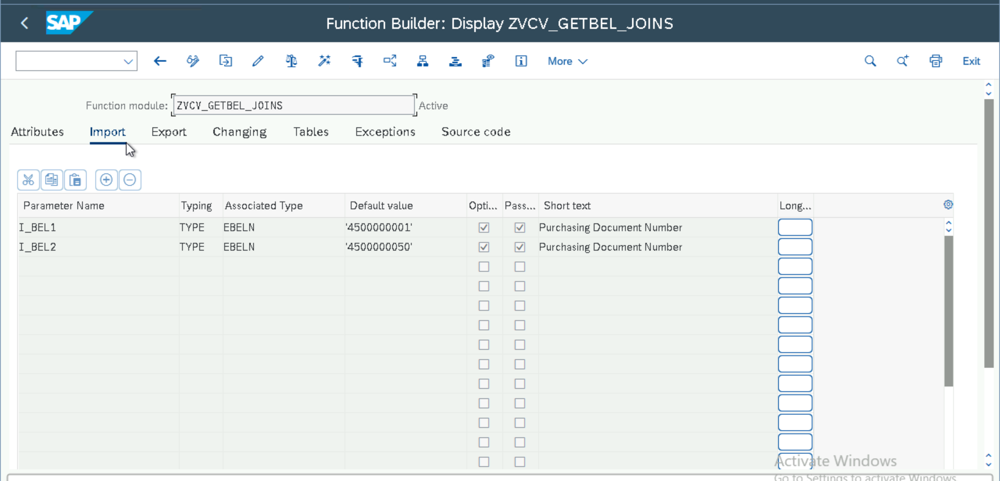 SAP
Function Builder: Display ZVCV_GETBEL_JOINS
More
Exit
Function module: ZVCV_GETBEL_JOINS Active
Attributes Import Export Changing Tables Exceptions Source code
Parameter Name Typing Associated Type Default value Opti... Pass... Short text Long...
I_BEL1 TYPE EBELN '4500000001' Purchasing Document Number
I_BEL2 TYPE EBELN '4500000050' Purchasing Document Number
Activate Windows
Go to Settings to activate Windows.